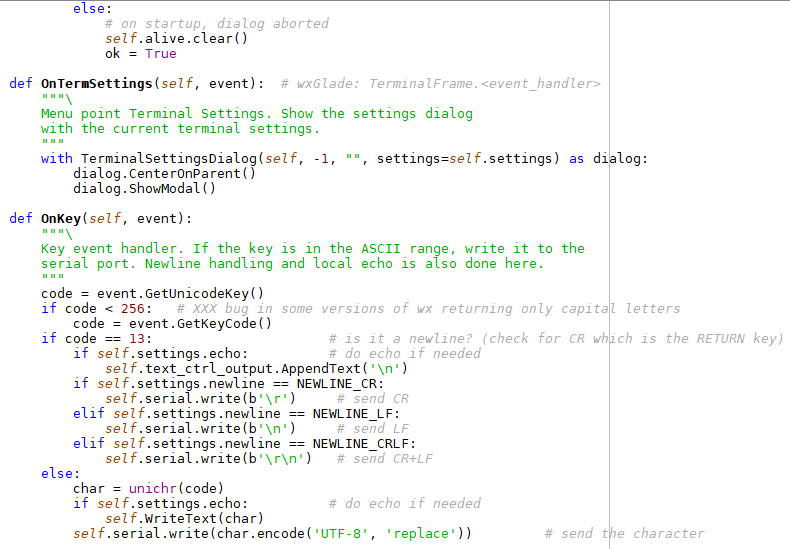 else:
            # on startup, dialog aborted
            self.alive.clear()
            ok = True

def OnTermSettings(self, event):  # wxGlade: TerminalFrame.<event_handler>
    """\
    Menu point Terminal Settings. Show the settings dialog
    with the current terminal settings.
    """
    with TerminalSettingsDialog(self, -1, "", settings=self.settings) as dialog:
        dialog.CenterOnParent()
        dialog.ShowModal()

def OnKey(self, event):
    """\
    Key event handler. If the key is in the ASCII range, write it to the
    serial port. Newline handling and local echo is also done here.
    """
    code = event.GetUnicodeKey()
    if code < 256:   # XXX bug in some versions of wx returning only capital letters
        code = event.GetKeyCode()
    if code == 13:                      # is it a newline? (check for CR which is the RETURN key)
        if self.settings.echo:          # do echo if needed
            self.text_ctrl_output.AppendText('\n')
        if self.settings.newline == NEWLINE_CR:
            self.serial.write(b'\r')     # send CR
        elif self.settings.newline == NEWLINE_LF:
            self.serial.write(b'\n')     # send LF
        elif self.settings.newline == NEWLINE_CRLF:
            self.serial.write(b'\r\n')   # send CR+LF
    else:
        char = unichr(code)
        if self.settings.echo:          # do echo if needed
            self.WriteText(char)
        self.serial.write(char.encode('UTF-8', 'replace'))         # send the character